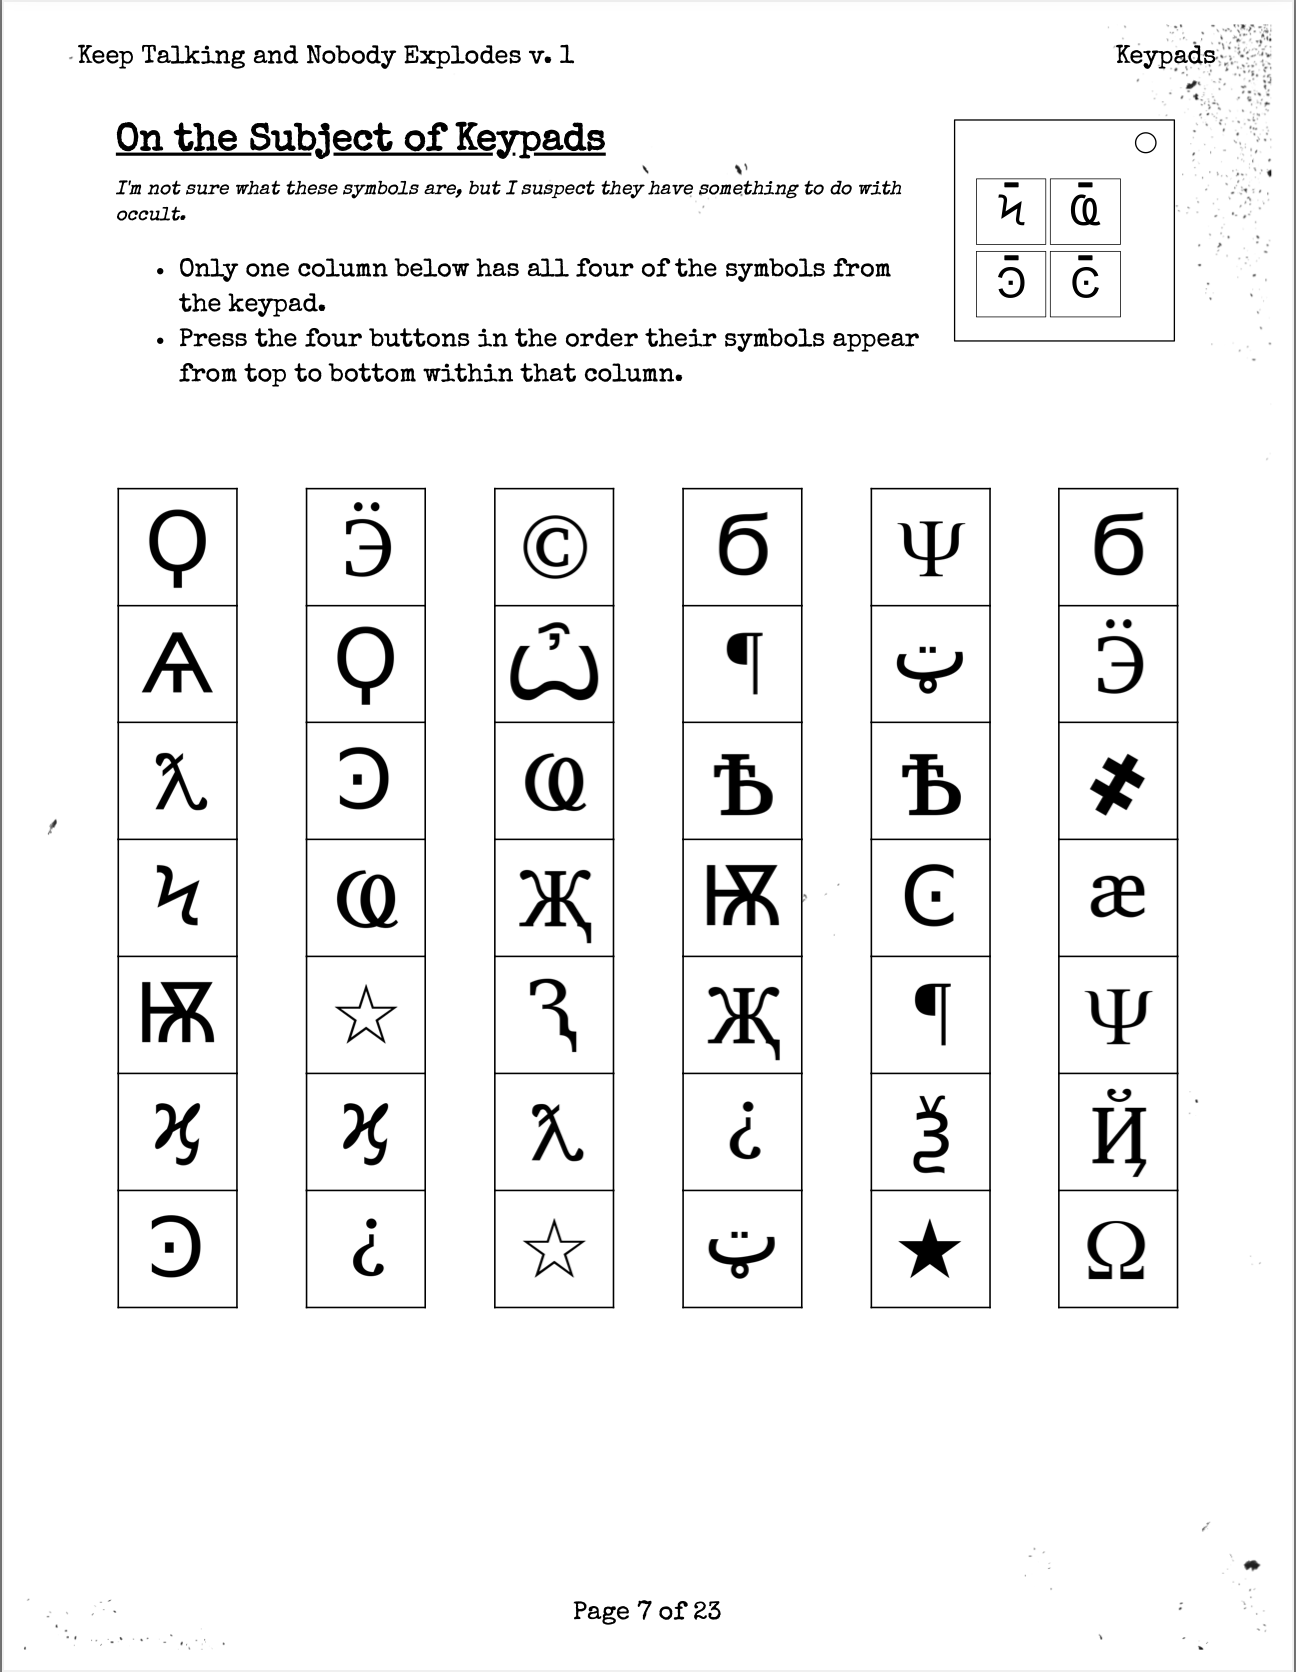 Keep Talking and Nobody Explodes v. 1 Keypads
On the Subject of Keypads
I'm not sure what these symbols are, but I suspect they have something to do with
occult.
• Only one column below has all four of the symbols from
the keypad.
• Press the four buttons in the order their symbols appear
from top to bottom within that column.
Ϟ Ҩ
Ͽ Ͼ
Ϙ Ӭ © б Ψ б
Ѧ Ϙ Ѽ ¶ ټ Ӭ
ƛ Ͽ Ҩ Ѣ Ѣ ҂
Ϟ Ҩ Җ Ѭ Ͼ æ
Ѭ ☆ Ԇ Җ ¶ Ψ
ϗ ϗ ƛ ¿ Ѯ Ҋ
Ͽ ¿ ☆ ټ ★ Ω
Page 7 of 23